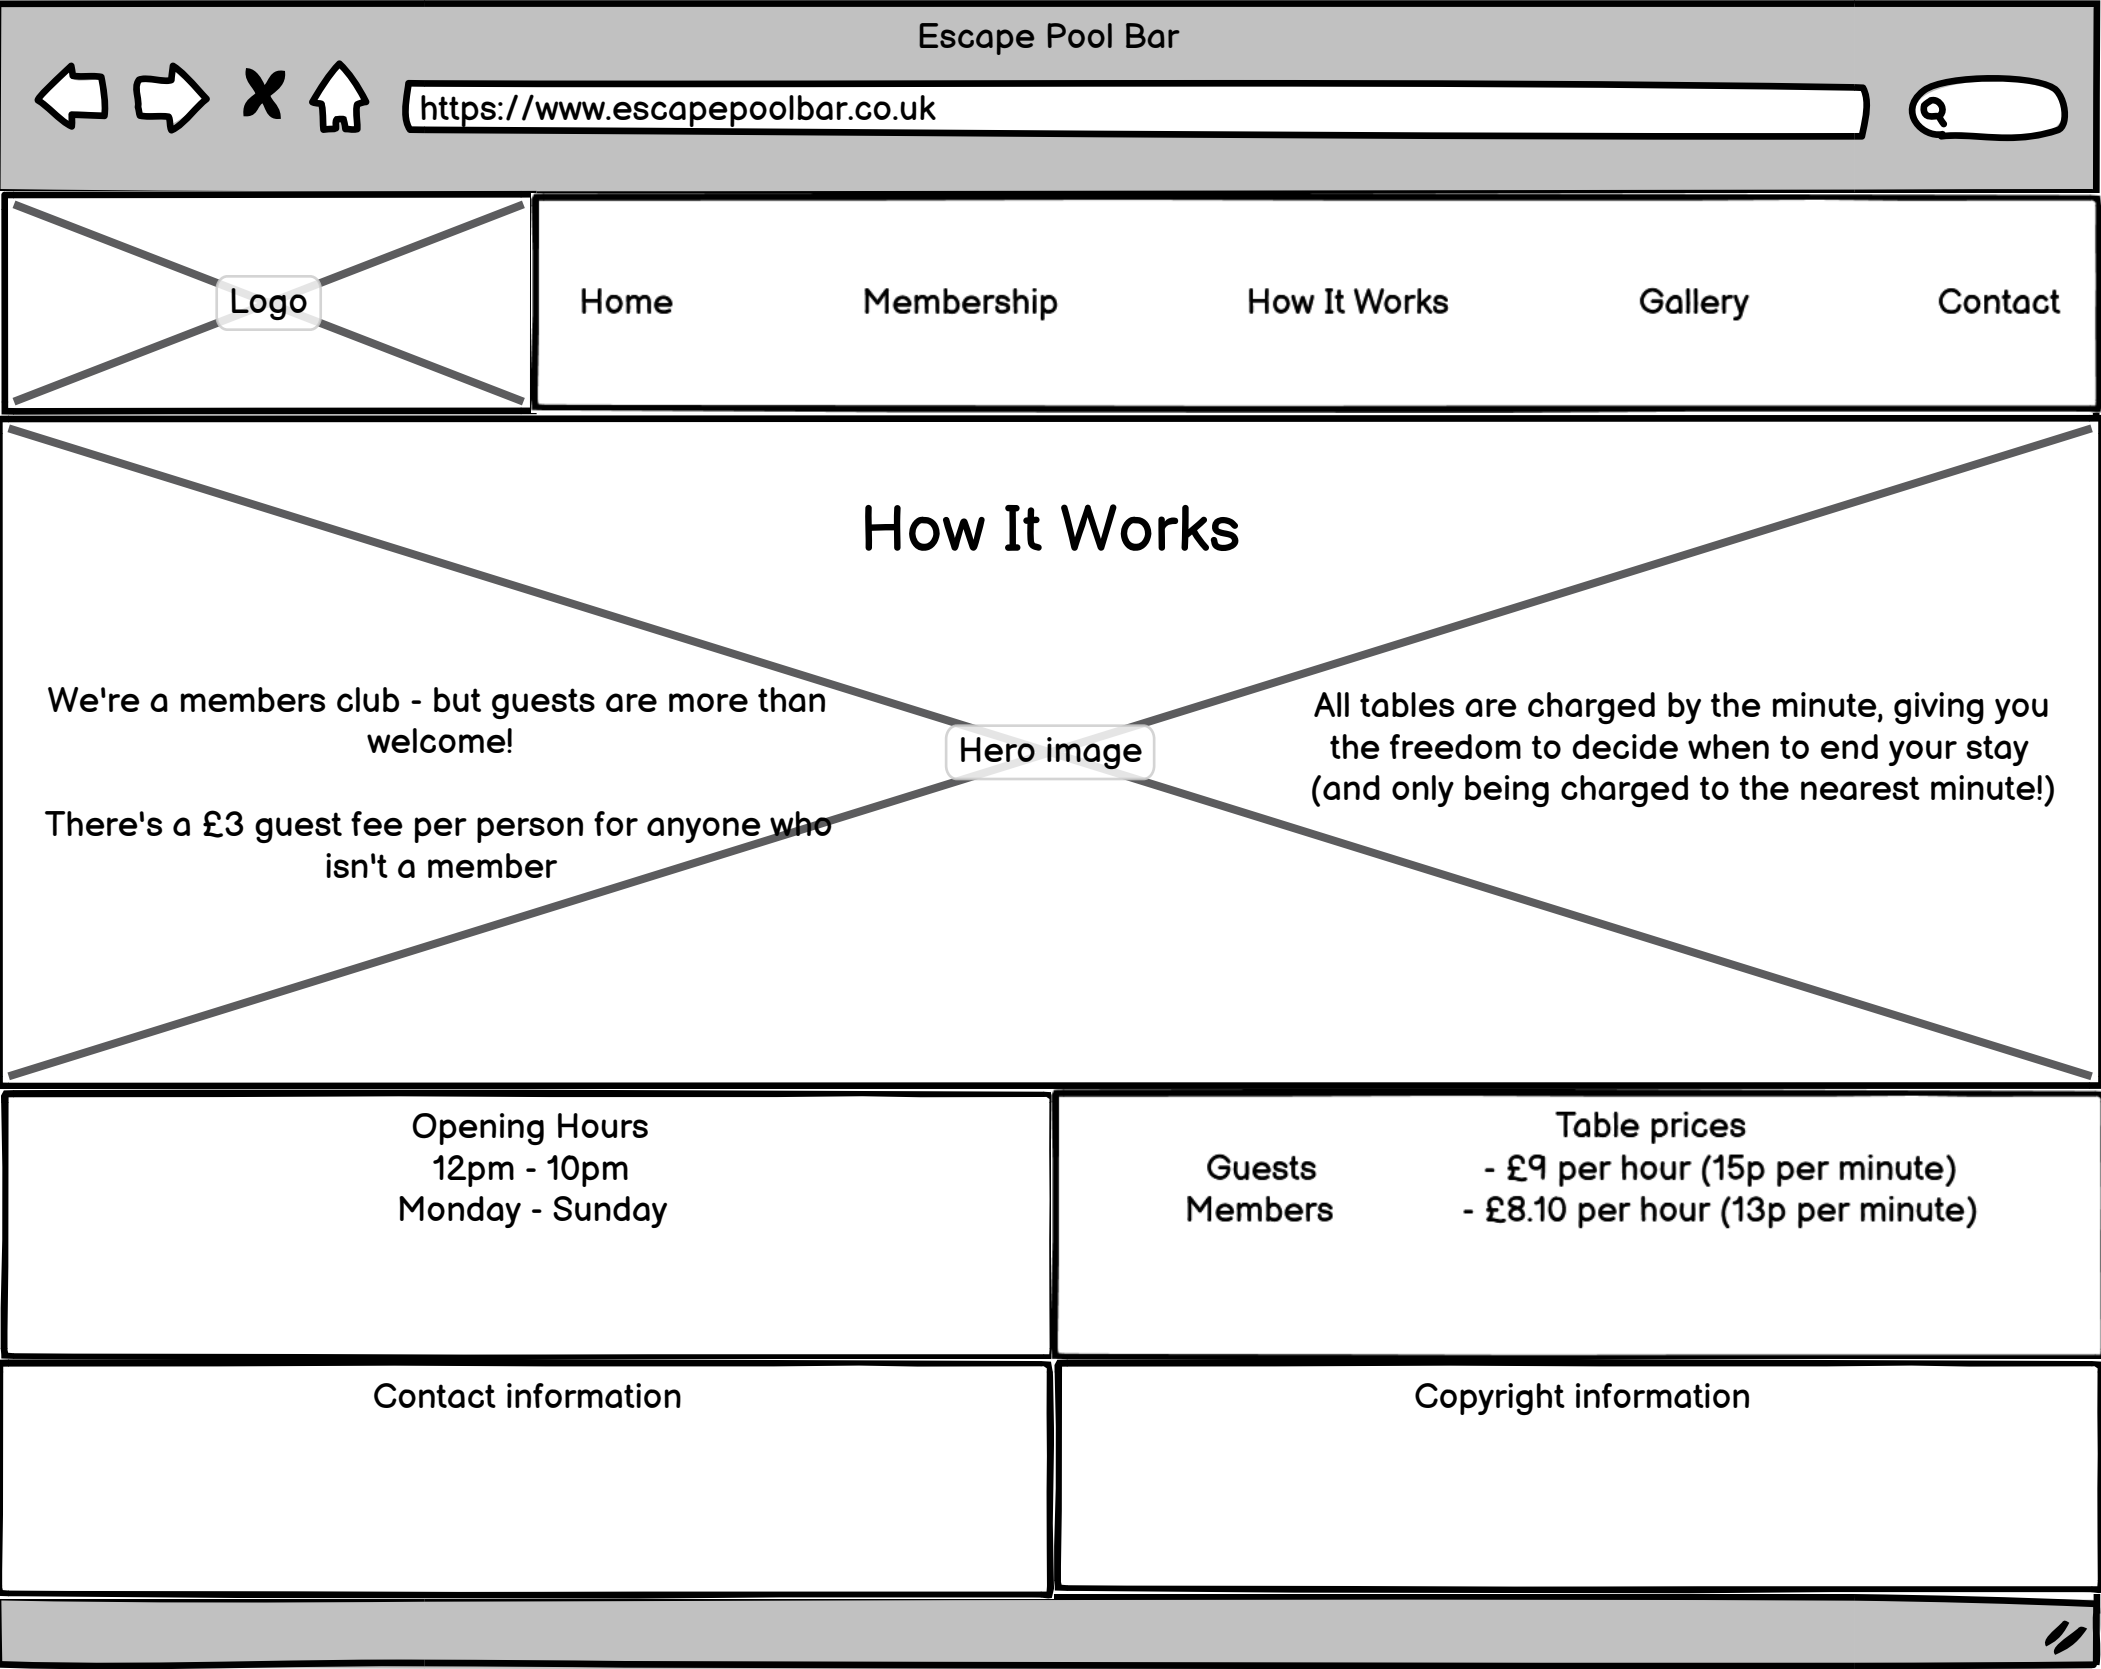 Escape Pool Bar
https://www.escapepoolbar.co.uk
Logo
Home Membership How It Works Gallery Contact
How It Works
We're a members club - but guests are more than
welcome!
There's a £3 guest fee per person for anyone who
isn't a member
Hero image
All tables are charged by the minute, giving you
the freedom to decide when to end your stay
(and only being charged to the nearest minute!)
Opening Hours
12pm - 10pm
Monday - Sunday
Table prices
Guests - £9 per hour (15p per minute)
Members - £8.10 per hour (13p per minute)
Contact information
Copyright information